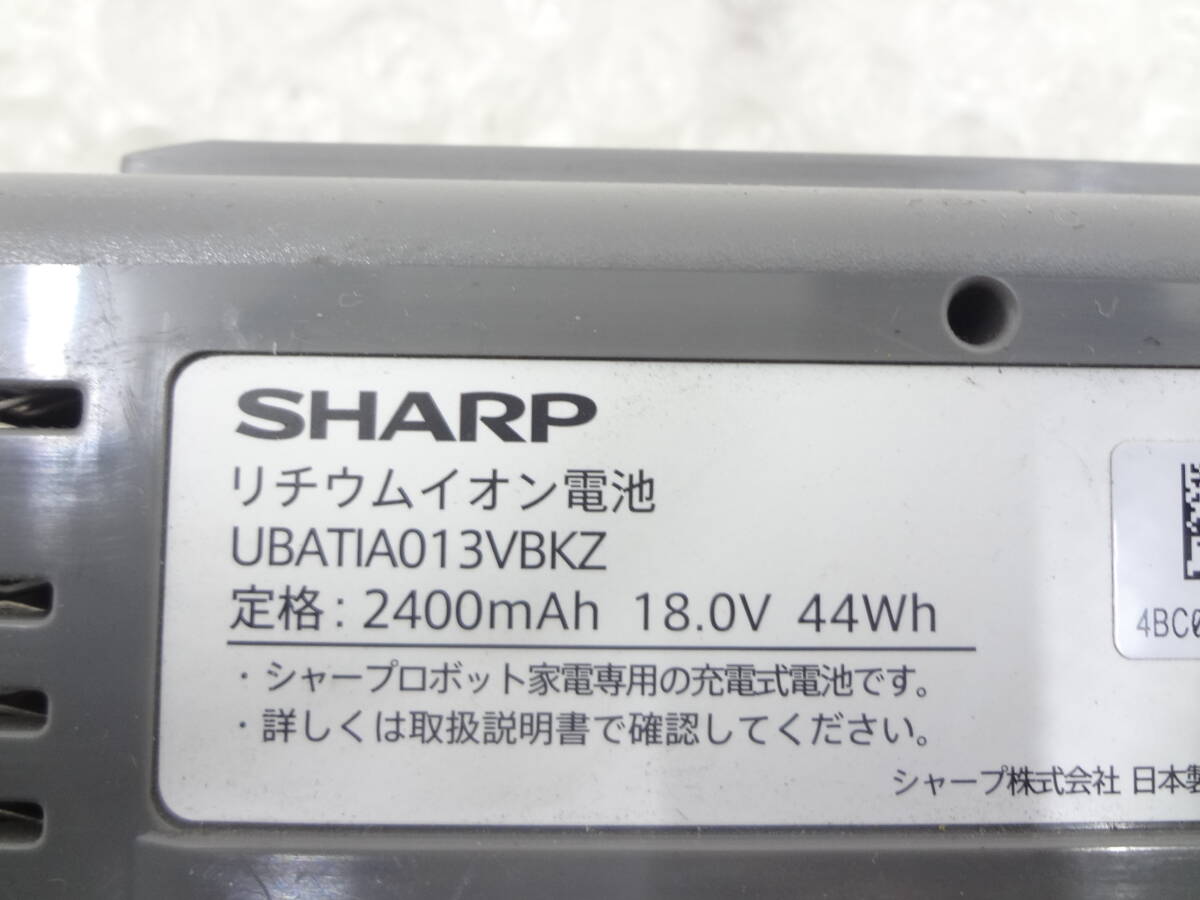 SHARP
リチウムイオン電池
UBATIA013VBKZ
定格: 2400mAh 18.0V 44Wh
・シャープロボット家電専用の充電式電池です。
・詳しくは取扱説明書で確認してください。
4BC0
シャープ株式会社 日本製